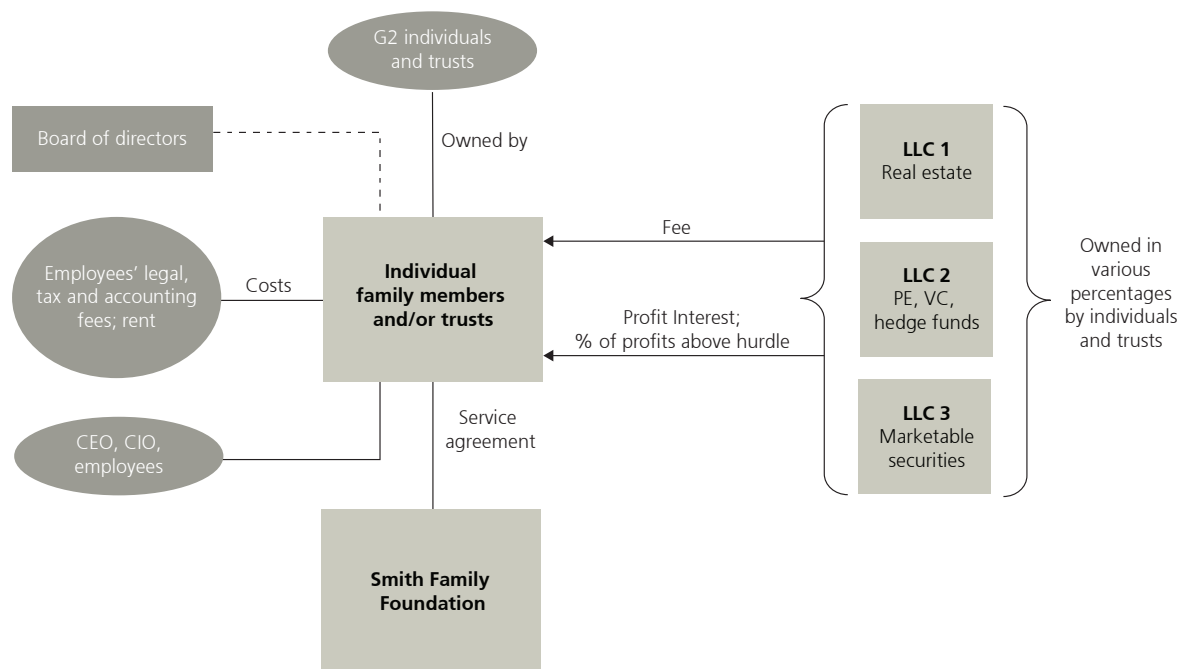 G2 individuals
and trusts
Board of directors
Owned by
LLC 1
Real estate
Fee
Employees’ legal,
tax and accounting
fees; rent
Costs
Individual
family members
and/or trusts
LLC 2
PE, VC,
hedge funds
Owned in
various
percentages
by individuals
and trusts
Profit Interest;
% of profits above hurdle
LLC 3
Marketable
securities
Service
agreement
CEO, CIO,
employees
Smith Family
Foundation